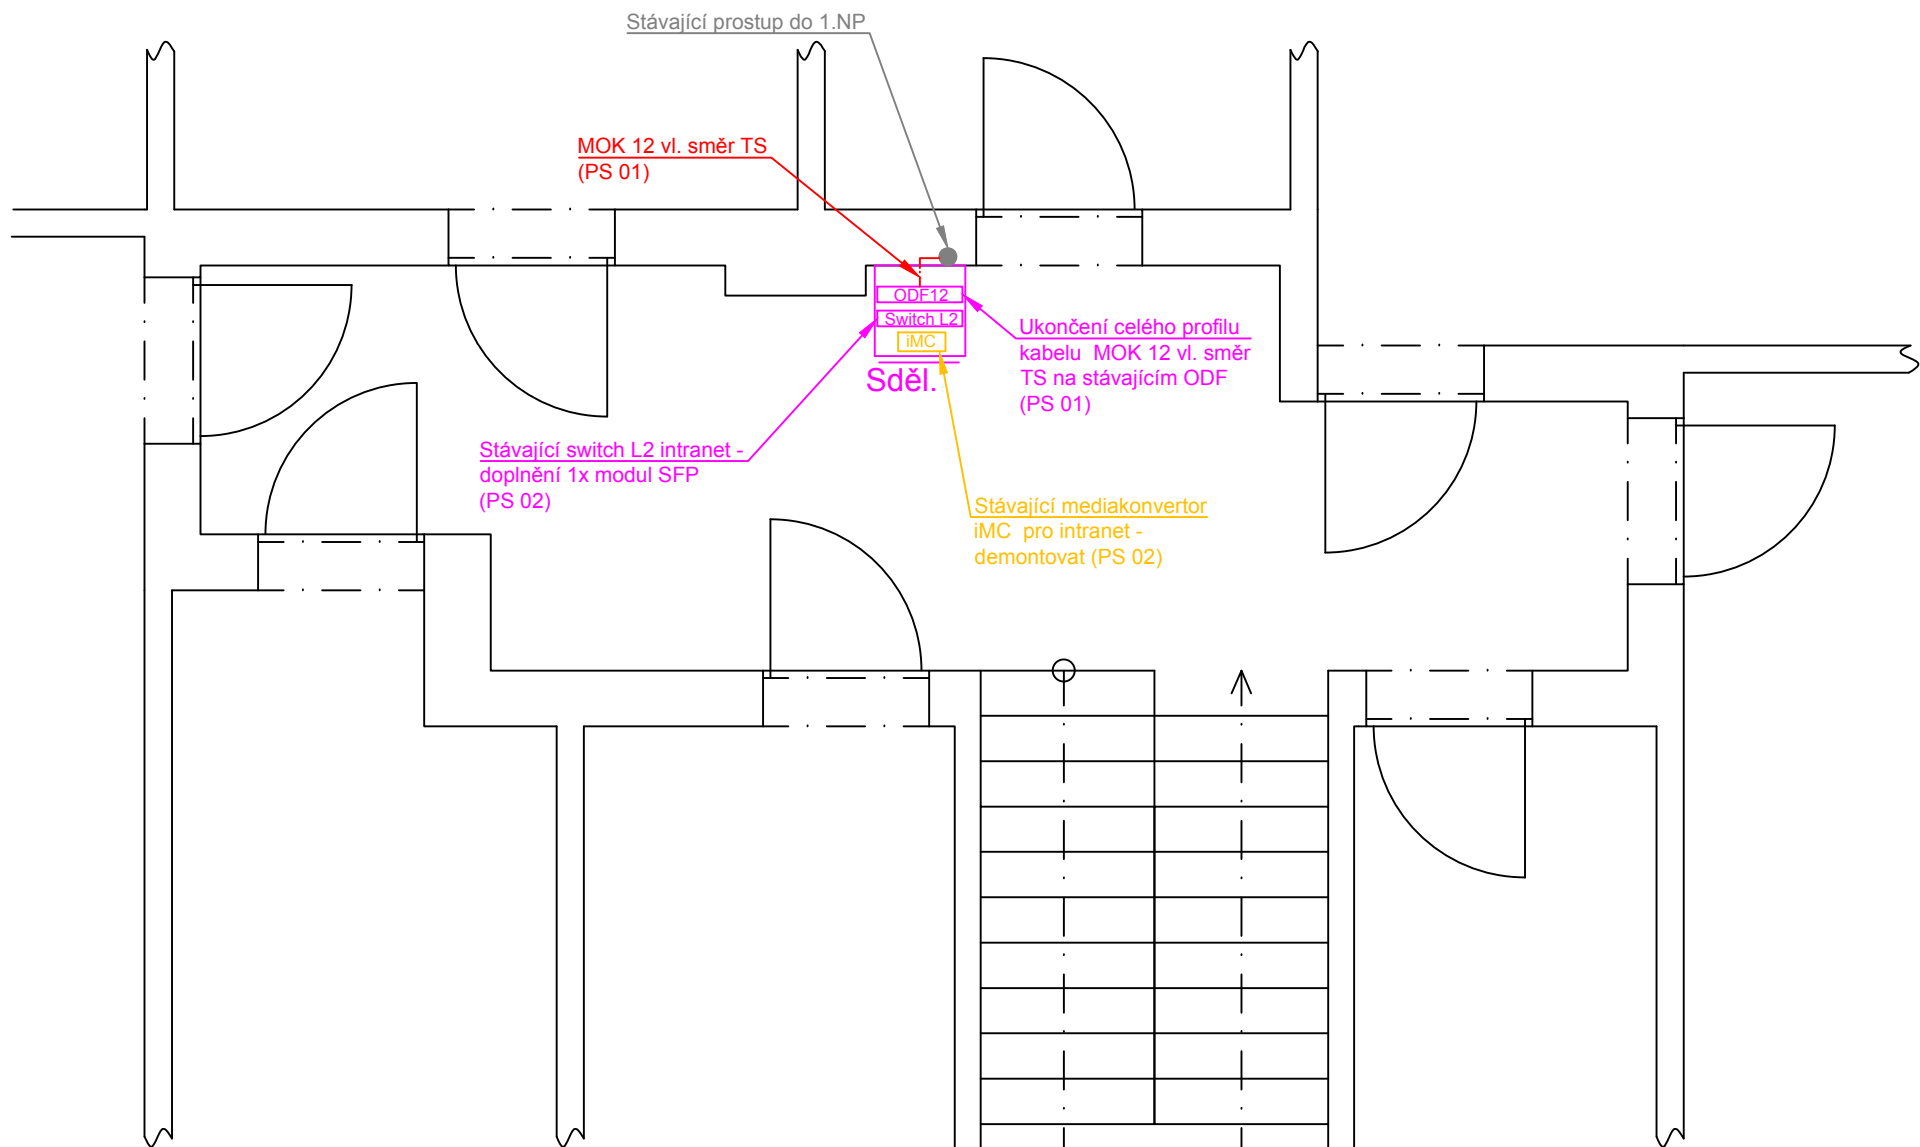 Stávající prostup do 1.NP
MOK 12 vl. směr TS
(PS 01)
ODF12
Switch L2
iMC
Sděl.
Ukončení celého profilu
kabelu MOK 12 vl. směr
TS na stávajícím ODF
(PS 01)
Stávající switch L2 intranet -
doplnění 1x modul SFP
(PS 02)
Stávající mediakonvertor
iMC pro intranet -
demontovat (PS 02)